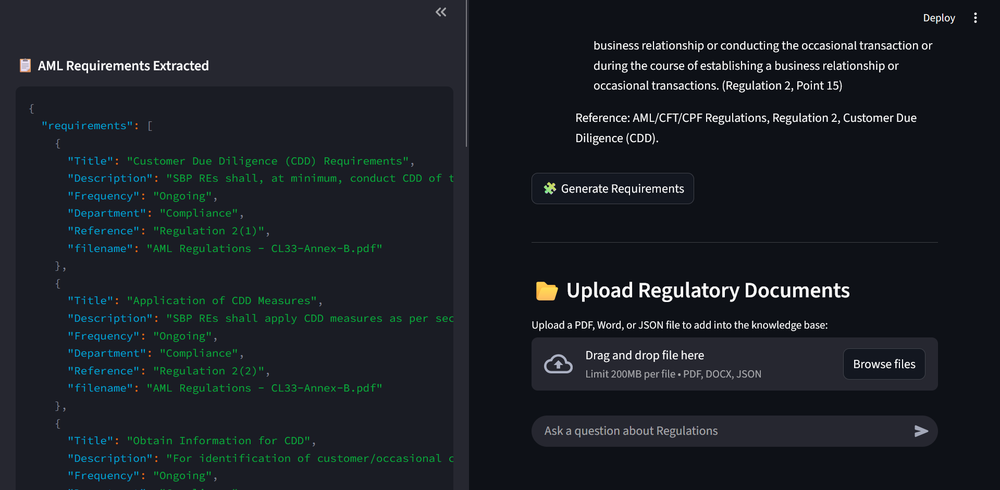 AML Requirements Extracted
{
"requirements": [
{
"Title": "Customer Due Diligence (CDD) Requirements",
"Description": "SBP REs shall, at minimum, conduct CDD of t
"Frequency": "Ongoing",
"Department": "Compliance",
"Reference": "Regulation 2(1)",
"filename": "AML Regulations - CL33-Annex-B.pdf"
},
{
"Title": "Application of CDD Measures",
"Description": "SBP REs shall apply CDD measures as per sec
"Frequency": "Ongoing",
"Department": "Compliance",
"Reference": "Regulation 2(2)",
"filename": "AML Regulations - CL33-Annex-B.pdf"
},
{
"Title": "Obtain Information for CDD",
"Description": "For identification of customer/occasional c
"Frequency": "Ongoing",
Deploy
business relationship or conducting the occasional transaction or
during the course of establishing a business relationship or
occasional transactions. (Regulation 2, Point 15)
Reference: AML/CFT/CPF Regulations, Regulation 2, Customer Due
Diligence (CDD).
Generate Requirements
Upload Regulatory Documents
Upload a PDF, Word, or JSON file to add into the knowledge base:
Drag and drop file here
Limit 200MB per file • PDF, DOCX, JSON
Browse files
Ask a question about Regulations